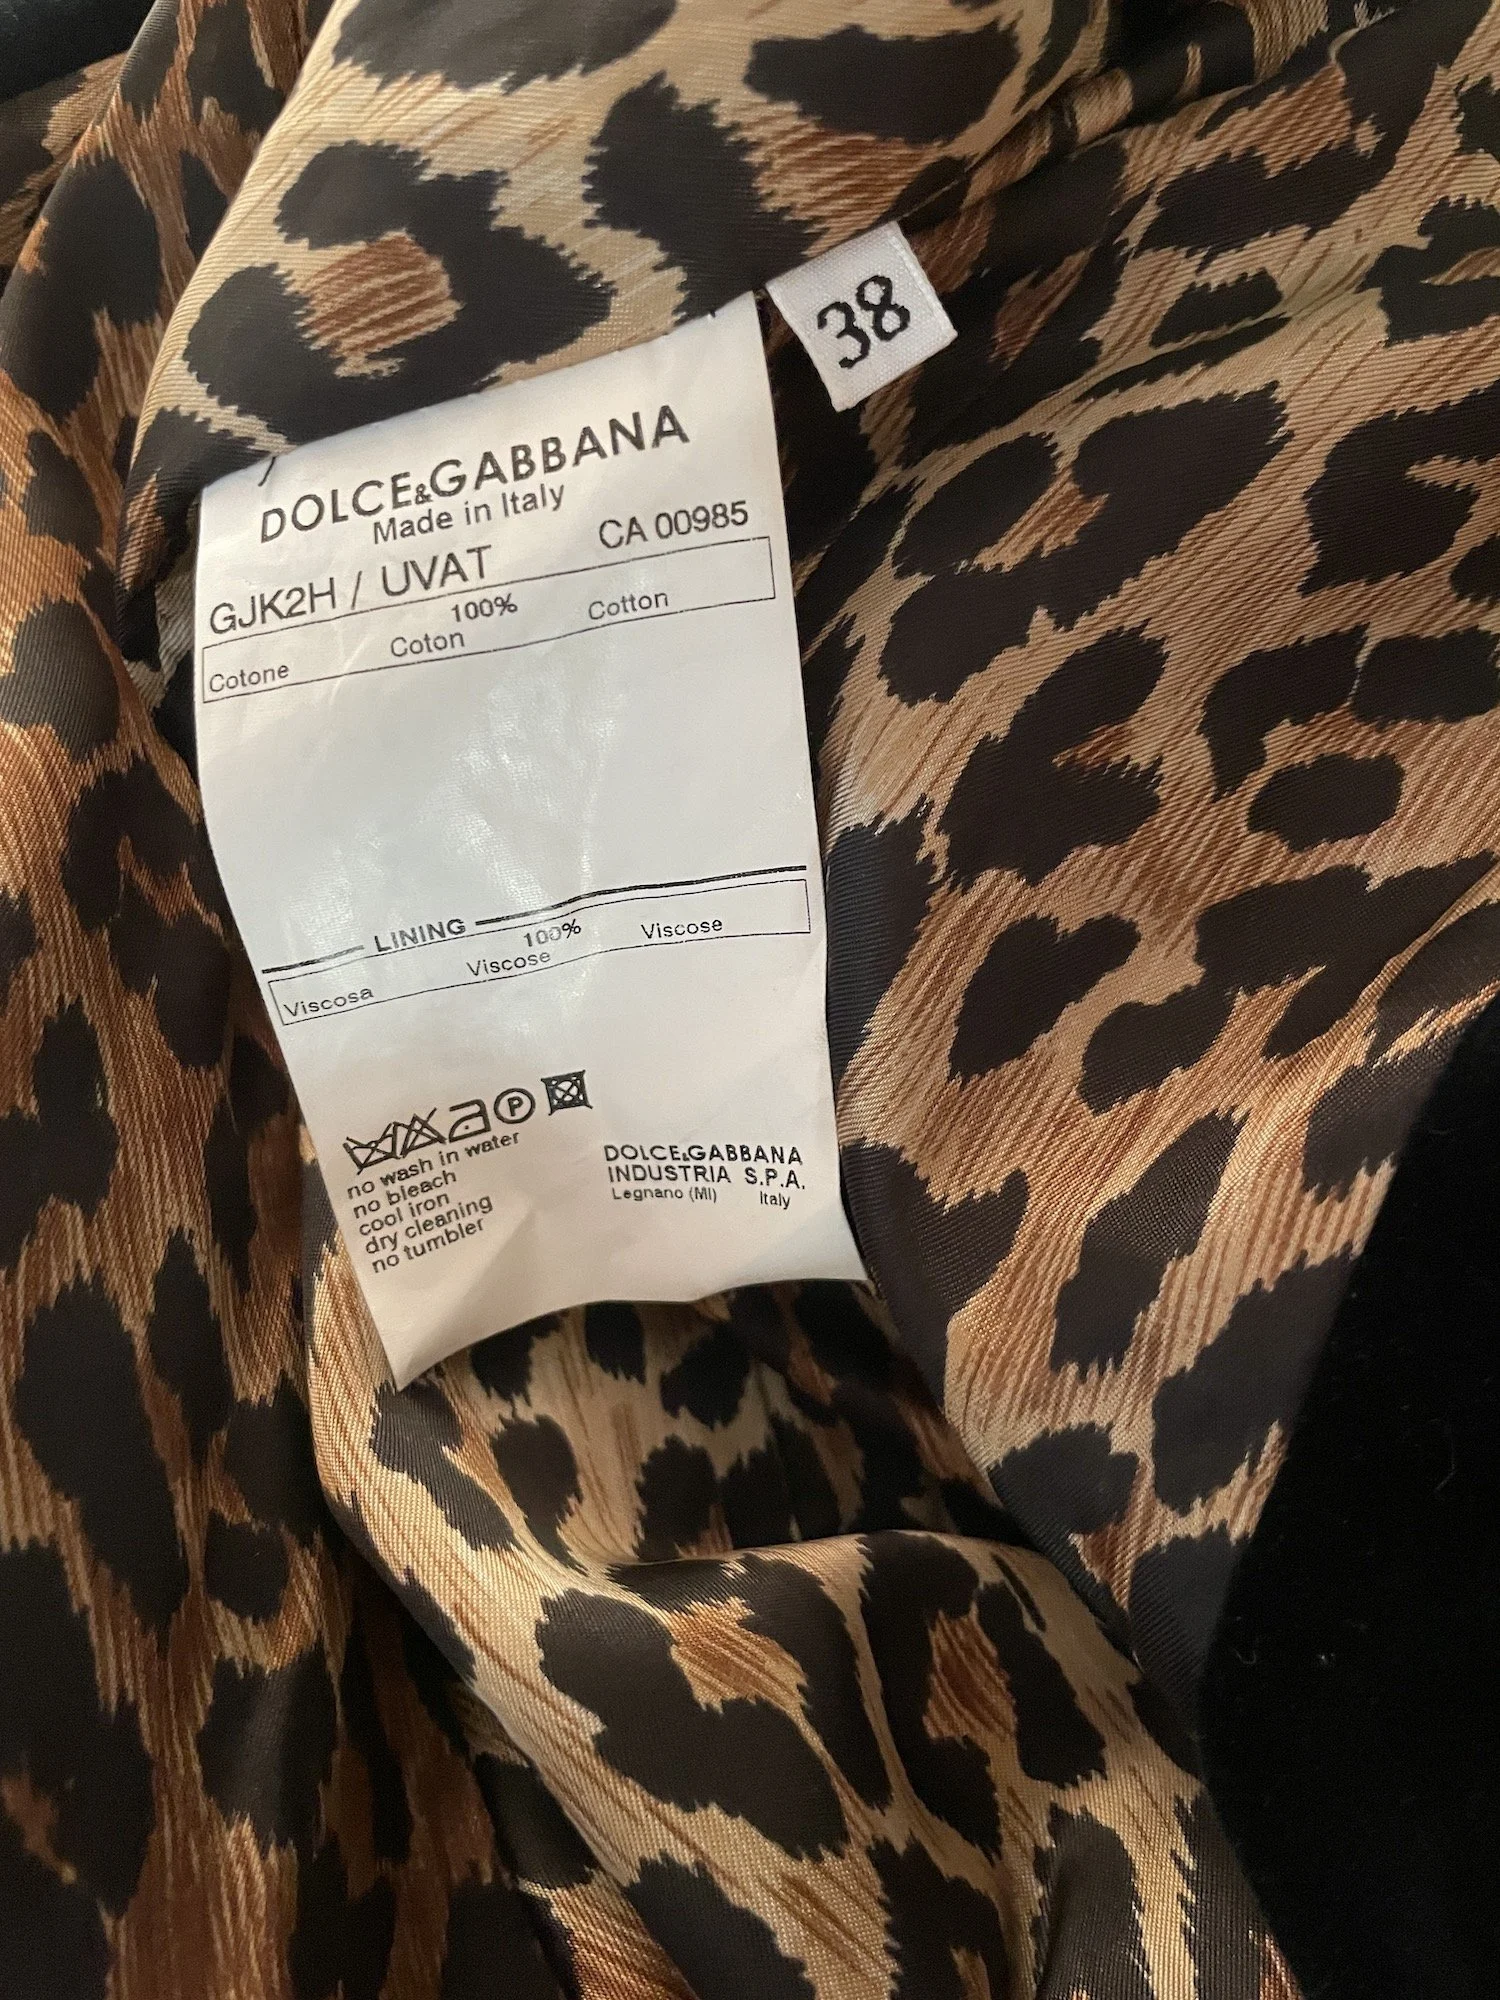 38
DOLCE&GABBANA
Made in Italy
GJK2H / UVAT CA 00985
100%
Cotone Coton Cotton
LINING
100%
Viscosa Viscose Viscose
P
no wash in water
no bleach
cool iron
dry cleaning
no tumbler
DOLCE&GABBANA
INDUSTRIA S.P.A.
Legnano (MI) Italy